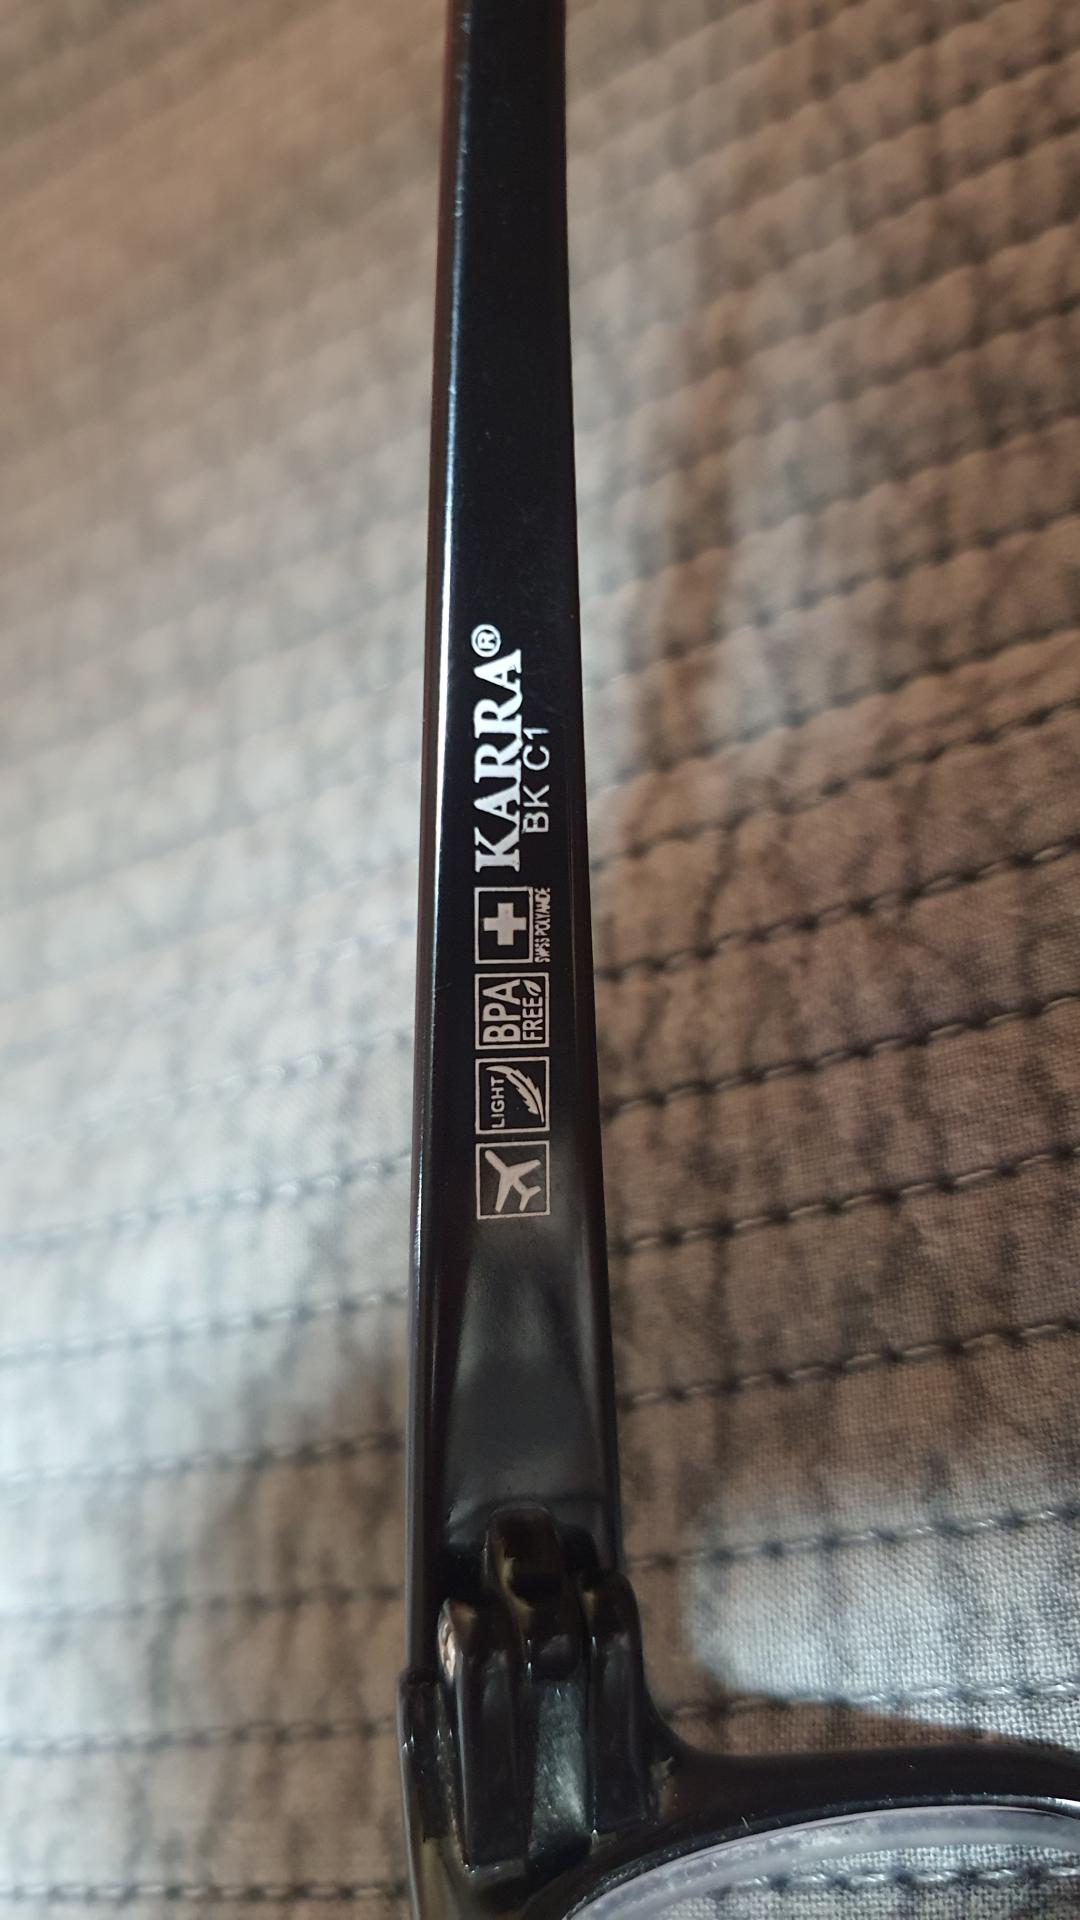 KARRA®
BK C1
SWISS POLYAMIDE
BPA
FREE
LIGHT